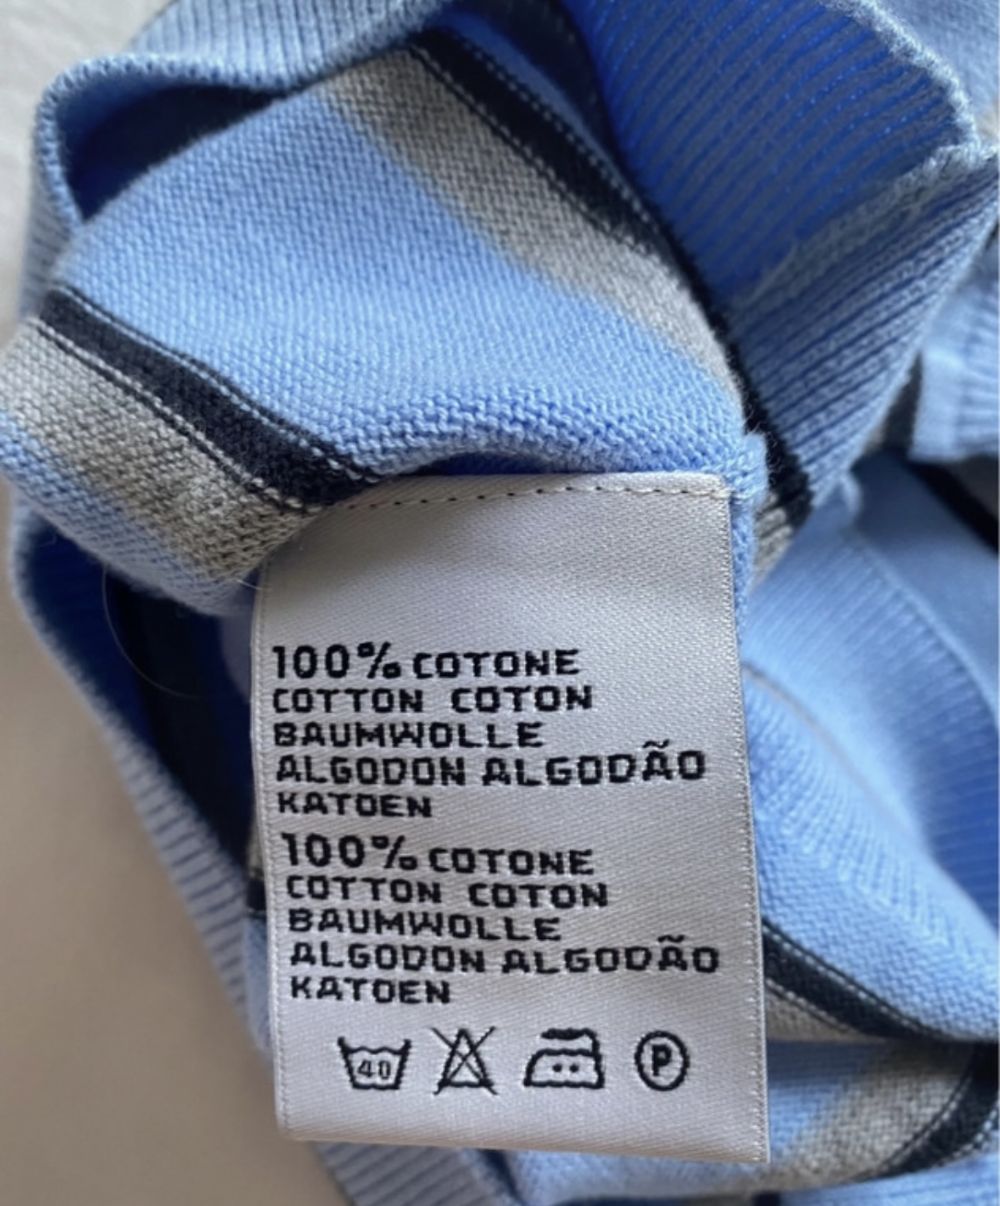 100% COTONE
COTTON COTON
BAUMWOLLE
ALGODON ALGODÃO
KATOEN
100% COTONE
COTTON COTON
BAUMWOLLE
ALGODON ALGODÃO
KATOEN
40 P